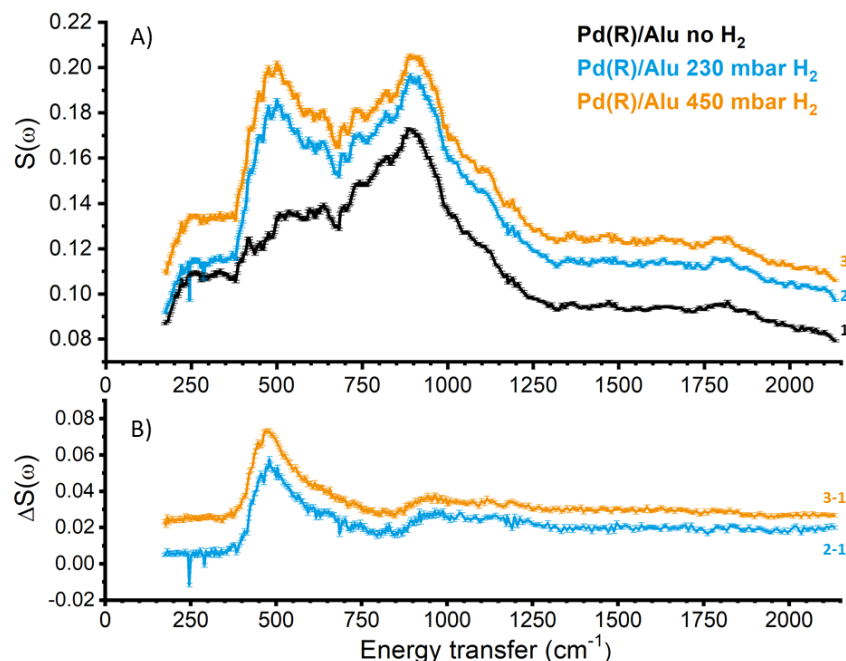 A)
Pd(R)/Alu no H₂
Pd(R)/Alu 230 mbar H₂
Pd(R)/Alu 450 mbar H₂
S(ω)
0.22
0.20
0.18
0.16
0.14
0.12
0.10
0.08
3
2
1
0 250 500 750 1000 1250 1500 1750 2000
B)
ΔS(ω)
0.08
0.06
0.04
0.02
0.00
-0.02
3-1
2-1
0 250 500 750 1000 1250 1500 1750 2000
Energy transfer (cm⁻¹)